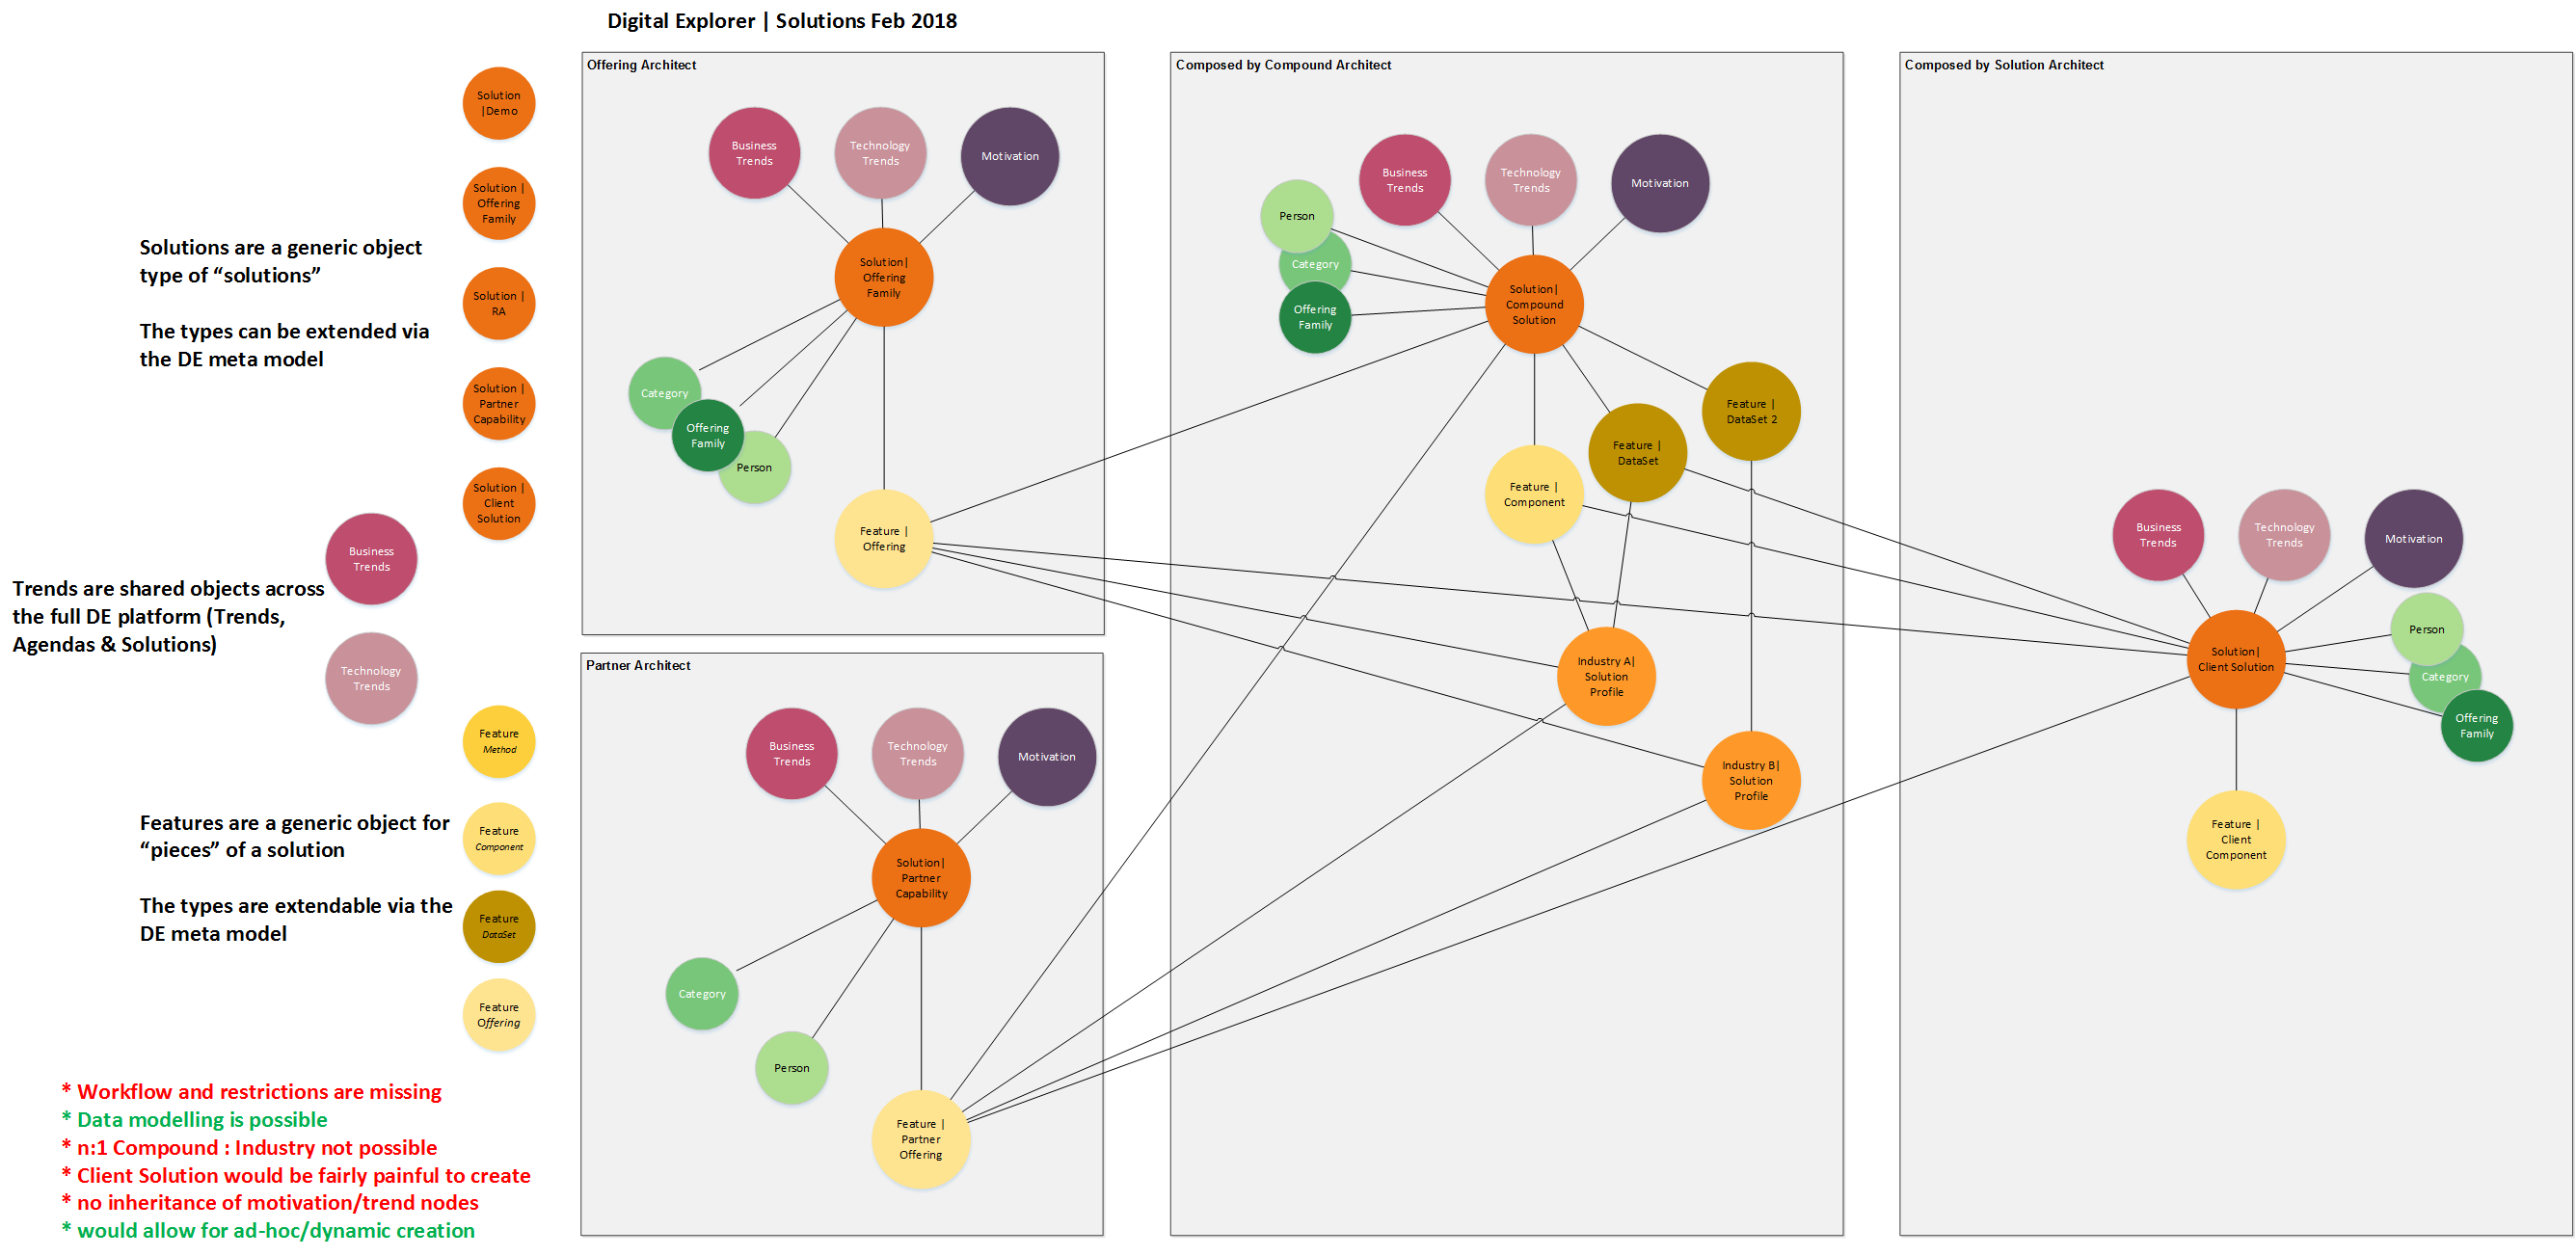 Digital Explorer | Solutions Feb 2018
Solution
|Demo
Solution |
Offering
Family
Solutions are a generic object
type of “solutions”
The types can be extended via
the DE meta model
Solution |
RA
Solution |
Partner
Capability
Solution |
Client
Solution
Business
Trends
Trends are shared objects across
the full DE platform (Trends,
Agendas & Solutions)
Technology
Trends
Feature
Method
Features are a generic object for
“pieces” of a solution
The types are extendable via the
DE meta model
Feature
Component
Feature
DataSet
Feature
Offering
* Workflow and restrictions are missing
* Data modelling is possible
* n:1 Compound : Industry not possible
* Client Solution would be fairly painful to create
* no inheritance of motivation/trend nodes
* would allow for ad-hoc/dynamic creation
Offering Architect
Business
Trends
Technology
Trends
Motivation
Solution|
Offering
Family
Category
Offering
Family
Person
Feature |
Offering
Partner Architect
Business
Trends
Technology
Trends
Motivation
Solution|
Partner
Capability
Category
Person
Feature |
Partner
Offering
Composed by Compound Architect
Business
Trends
Technology
Trends
Motivation
Person
Category
Offering
Family
Solution|
Compound
Solution
Feature |
DataSet 2
Feature |
DataSet
Feature |
Component
Industry A|
Solution
Profile
Industry B|
Solution
Profile
Composed by Solution Architect
Business
Trends
Technology
Trends
Motivation
Person
Category
Offering
Family
Solution|
Client Solution
Feature |
Client
Component